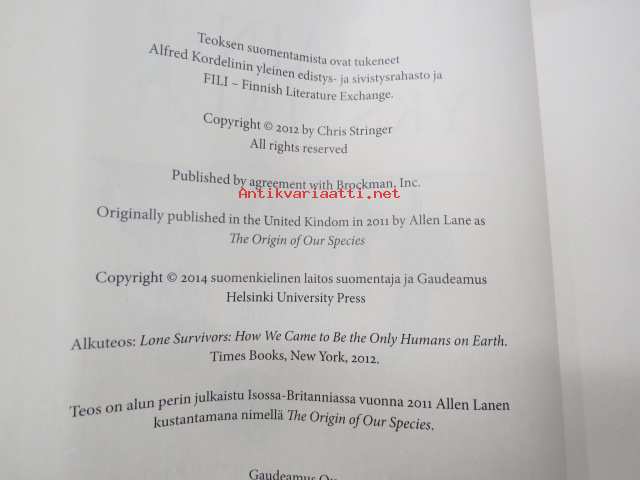 Teoksen suomentamista ovat tukeneet
Alfred Kordelinin yleinen edistys- ja sivistysrahasto ja
FILI – Finnish Literature Exchange.
Copyright © 2012 by Chris Stringer
All rights reserved
Published by agreement with Brockman, Inc.
Antikvariaatti.net
Originally published in the United Kindom in 2011 by Allen Lane as
The Origin of Our Species
Copyright © 2014 suomenkielinen laitos suomentaja ja Gaudeamus
Helsinki University Press
Alkuteos: Lone Survivors: How We Came to Be the Only Humans on Earth.
Times Books, New York, 2012.
Teos on alun perin julkaistu Isossa-Britanniassa vuonna 2011 Allen Lanen
kustantamana nimellä The Origin of Our Species.
Gaudeamus Oy